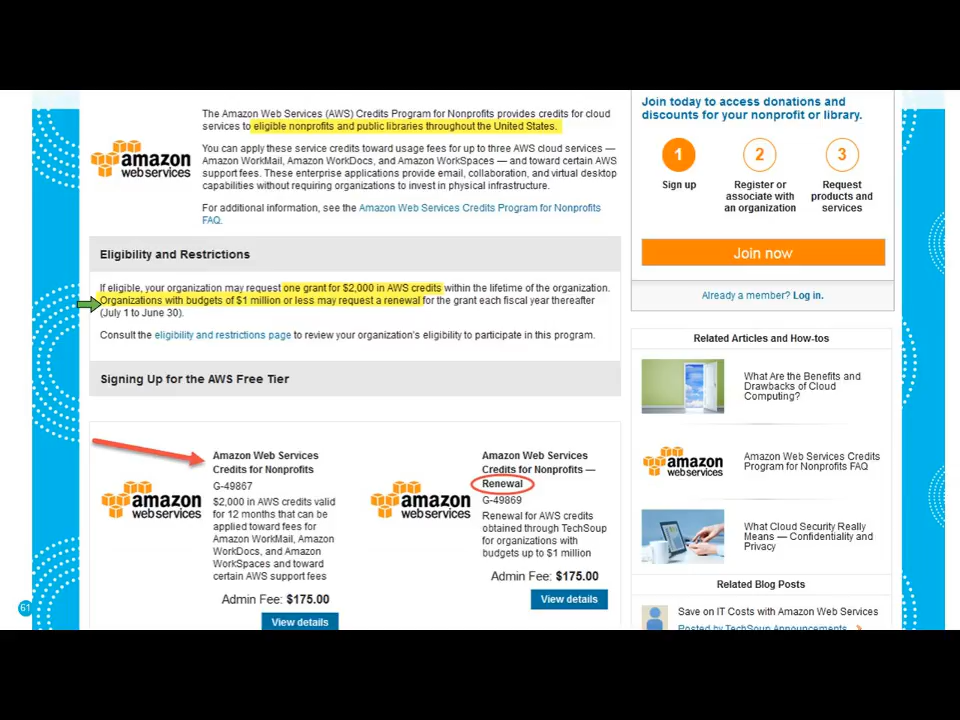 The Amazon Web Services (AWS) Credits Program for Nonprofits provides credits for cloud
services to eligible nonprofits and public libraries throughout the United States.
amazon
webservices
You can apply these service credits toward usage fees for up to three AWS cloud services —
Amazon WorkMail, Amazon WorkDocs, and Amazon WorkSpaces — and toward certain AWS
support fees. These enterprise applications provide email, collaboration, and virtual desktop
capabilities without requiring organizations to invest in physical infrastructure.
For additional information, see the Amazon Web Services Credits Program for Nonprofits
FAQ.
Eligibility and Restrictions
If eligible, your organization may request one grant for $2,000 in AWS credits within the lifetime of the organization.
Organizations with budgets of $1 million or less may request a renewal for the grant each fiscal year thereafter
(July 1 to June 30).
Consult the eligibility and restrictions page to review your organization's eligibility to participate in this program.
Signing Up for the AWS Free Tier
amazon
webservices
Amazon Web Services
Credits for Nonprofits
G-49867
$2,000 in AWS credits valid
for 12 months that can be
applied toward fees for
Amazon WorkMail, Amazon
WorkDocs, and Amazon
WorkSpaces and toward
certain AWS support fees
Admin Fee: $175.00
View details
amazon
webservices
Amazon Web Services
Credits for Nonprofits —
Renewal
G-49869
Renewal for AWS credits
obtained through TechSoup
for organizations with
budgets up to $1 million
Admin Fee: $175.00
View details
Join today to access donations and
discounts for your nonprofit or library.
1
Sign up
2
Register or
associate with
an organization
3
Request
products and
services
Join now
Already a member? Log in.
Related Articles and How-tos
What Are the Benefits and
Drawbacks of Cloud
Computing?
amazon
webservices
Amazon Web Services Credits
Program for Nonprofits FAQ
What Cloud Security Really
Means — Confidentiality and
Privacy
Related Blog Posts
Save on IT Costs with Amazon Web Services
Posted by TechSoup Announcements
61